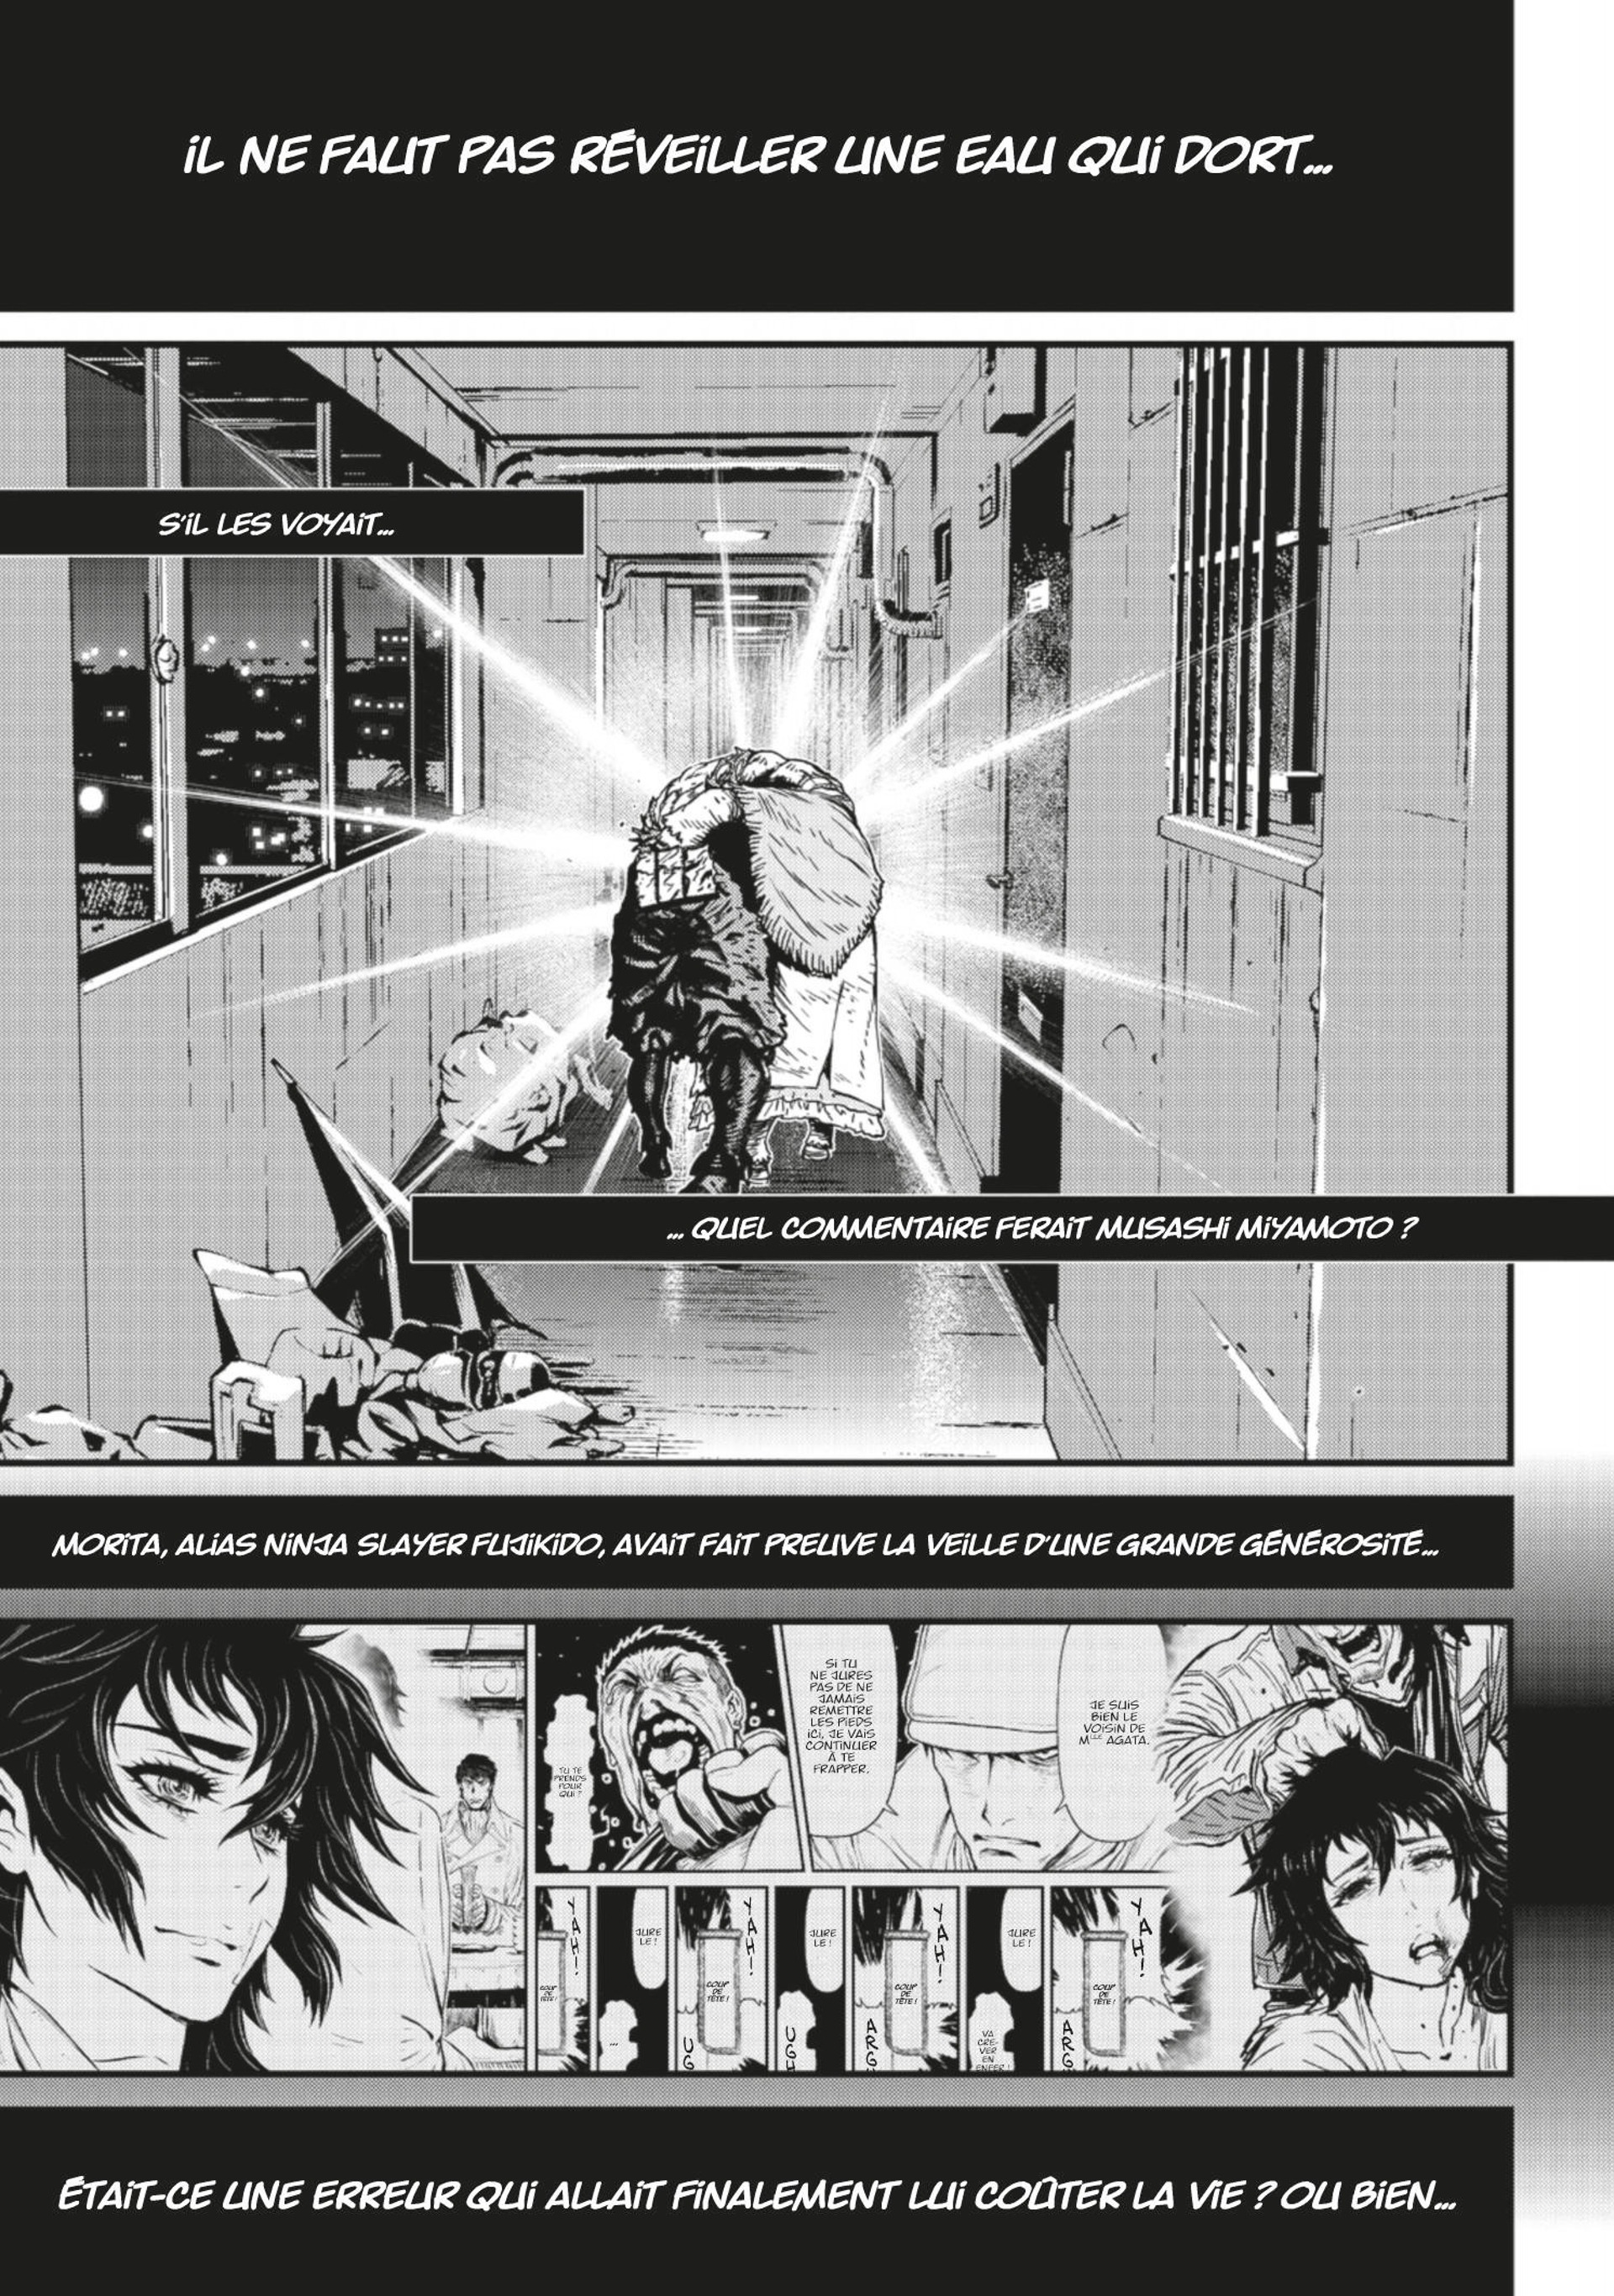 IL NE FAUT PAS RÉVEILLER UNE EAU QUI DORT...
S'IL LES VOYAIT...
... QUEL COMMENTAIRE FERAIT MUSASHI MIYAMOTO ?
MORITA, ALIAS NINJA SLAYER FUJIKIDO, AVAIT FAIT PREUVE LA VEILLE D'UNE GRANDE GÉNÉROSITÉ...
JE SUIS
BIEN LE
VOISIN DE
MLLE AGATA.
SI TU
NE JURES
PAS DE NE
JAMAIS
REMETTRE
LES PIEDS
ICI, JE VAIS
CONTINUER
À TE
FRAPPER.
TU TE
PRENDS
POUR
QUI ?
YAH!
COUP
DE
TÊTE !
ARG
JURE
LE !
VA
CRE-
VER
EN
ENFER !
YAH!
COUP
DE
TÊTE !
ARG
JURE
LE !
UGH
YAH!
COUP
DE
TÊTE !
UG
JURE
LE !
...
YAH!
COUP
DE
TÊTE !
ÉTAIT-CE UNE ERREUR QUI ALLAIT FINALEMENT LUI COÛTER LA VIE ? OU BIEN...